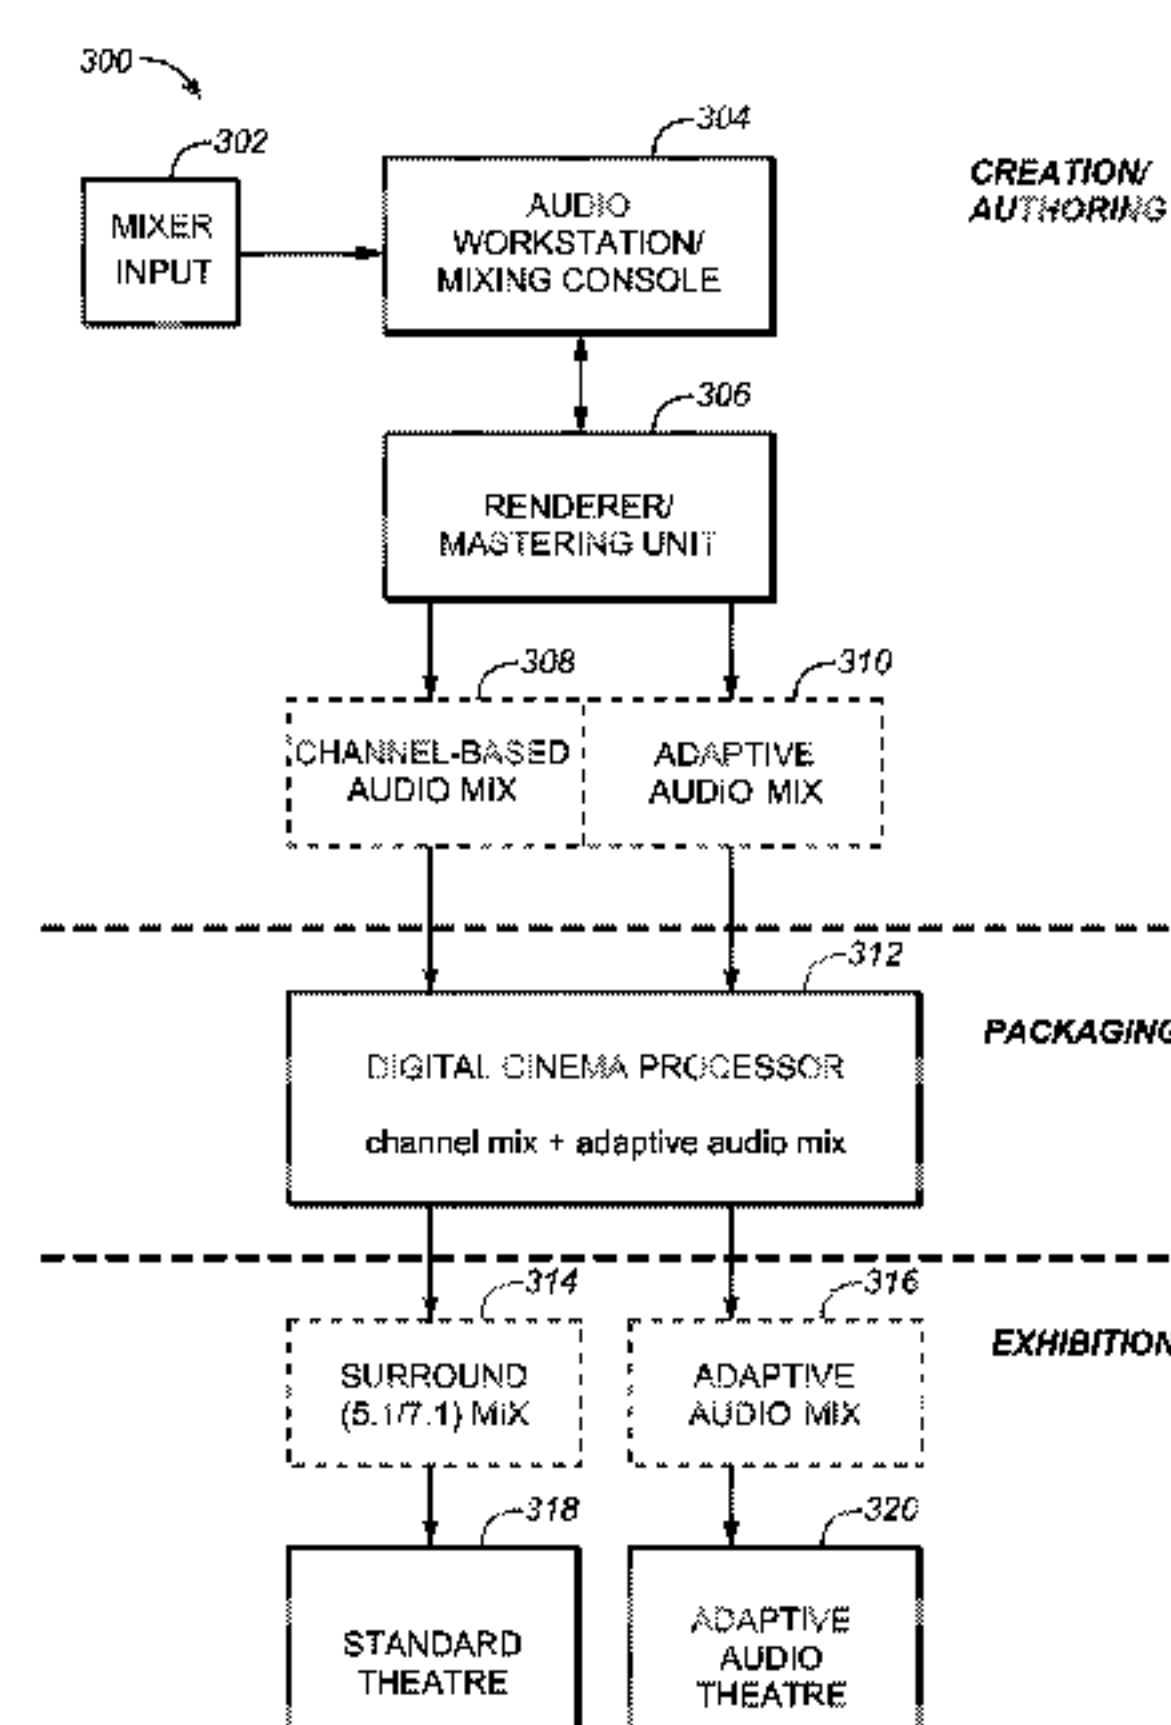 300
302
304
MIXER
INPUT
AUDIO
WORKSTATION/
MIXING CONSOLE
CREATION/
AUTHORING
306
RENDERER/
MASTERING UNIT
308
310
CHANNEL-BASED
AUDIO MIX
ADAPTIVE
AUDIO MIX
312
DIGITAL CINEMA PROCESSOR
channel mix + adaptive audio mix
PACKAGING
314
316
SURROUND
(5.1/7.1) MIX
ADAPTIVE
AUDIO MIX
EXHIBITION
318
320
STANDARD
THEATRE
ADAPTIVE
AUDIO
THEATRE